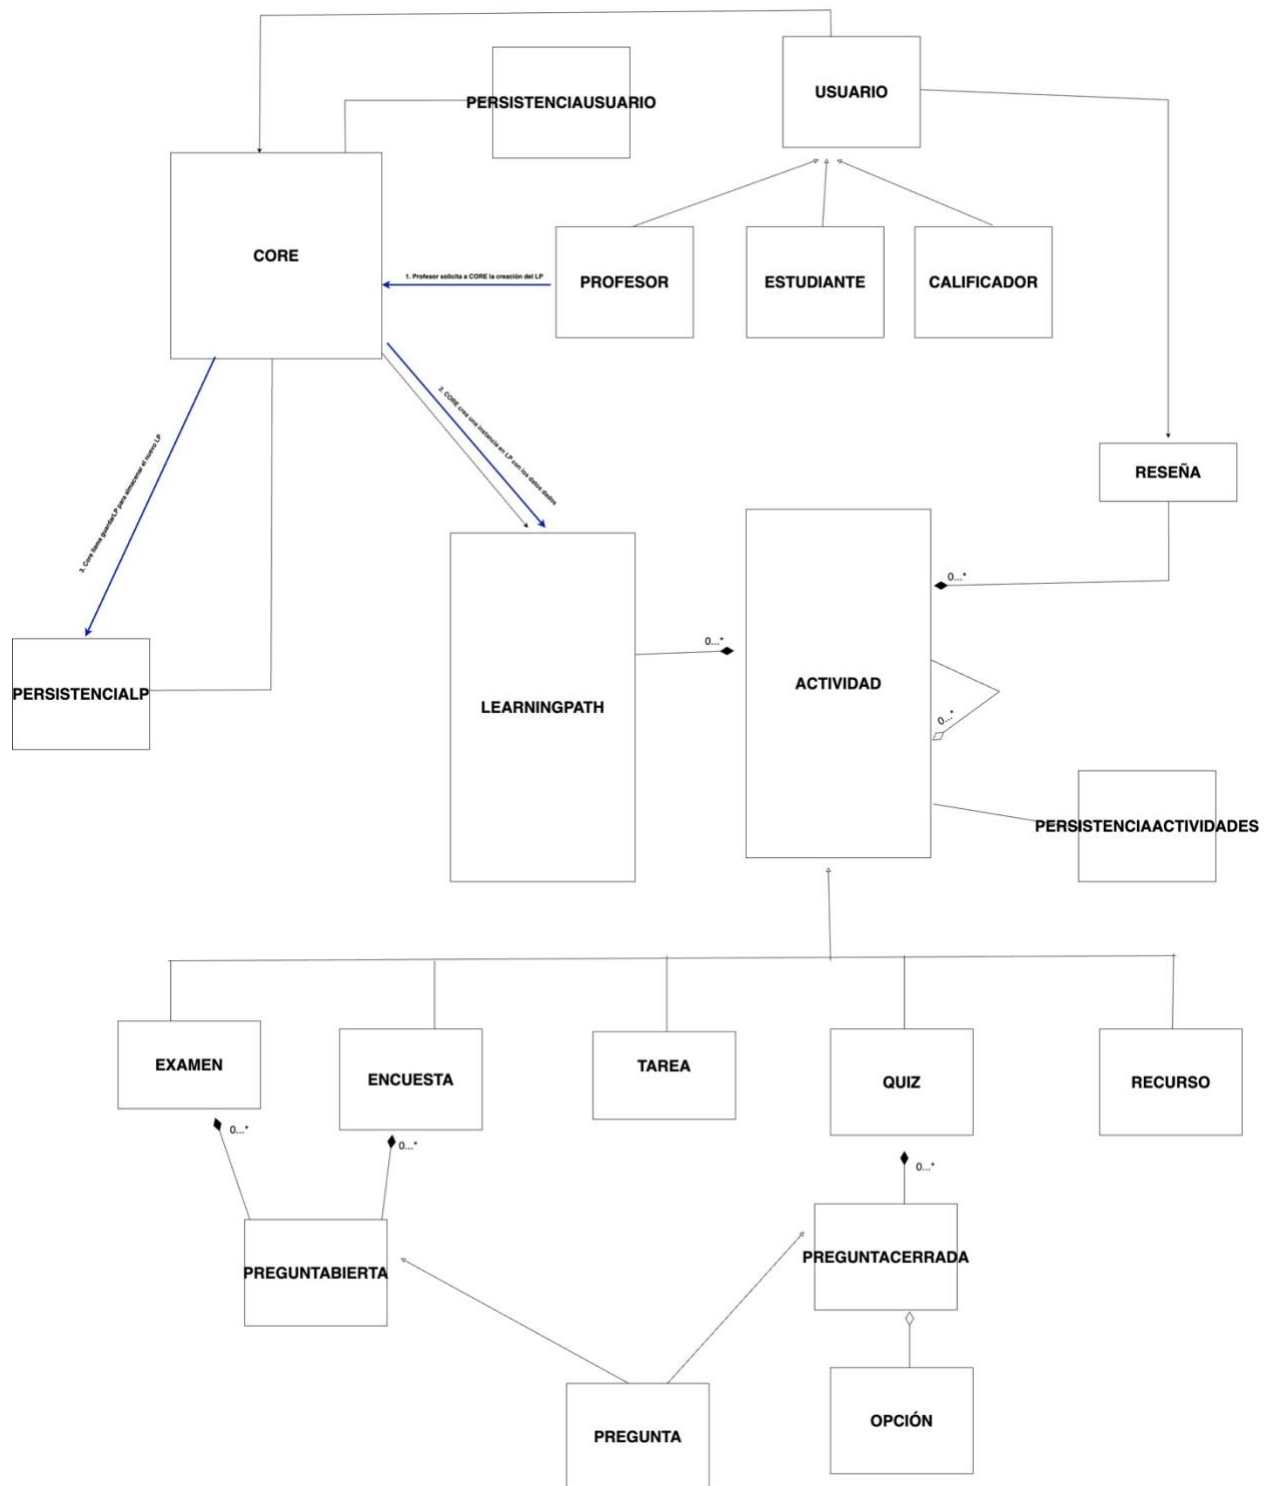 USUARIO
PERSISTENCIAUSUARIO
CORE
1. Profesor solicita a CORE la creación del LP
PROFESOR
ESTUDIANTE
CALIFICADOR
2. CORE crea una instancia en LP con los datos dados
3. Core llama guardarLP para almacenar el nuevo LP
RESEÑA
0...*
0...*
PERSISTENCIALP
LEARNINGPATH
ACTIVIDAD
0...*
PERSISTENCIAACTIVIDADES
EXAMEN
ENCUESTA
TAREA
QUIZ
RECURSO
0...*
0...*
0...*
PREGUNTABIERTA
PREGUNTACERRADA
OPCIÓN
PREGUNTA